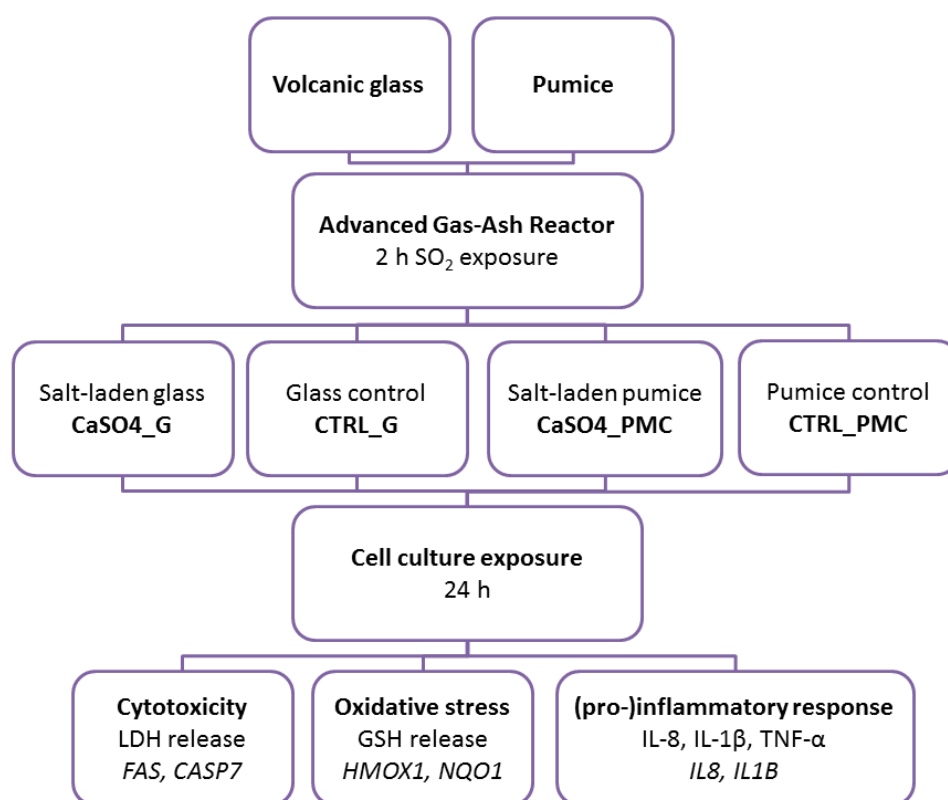 Volcanic glass
Pumice
Advanced Gas-Ash Reactor
2 h SO₂ exposure
Salt-laden glass
CaSO4_G
Glass control
CTRL_G
Salt-laden pumice
CaSO4_PMC
Pumice control
CTRL_PMC
Cell culture exposure
24 h
Cytotoxicity
LDH release
FAS, CASP7
Oxidative stress
GSH release
HMOX1, NQO1
(pro-)inflammatory response
IL-8, IL-1β, TNF-α
IL8, IL1B